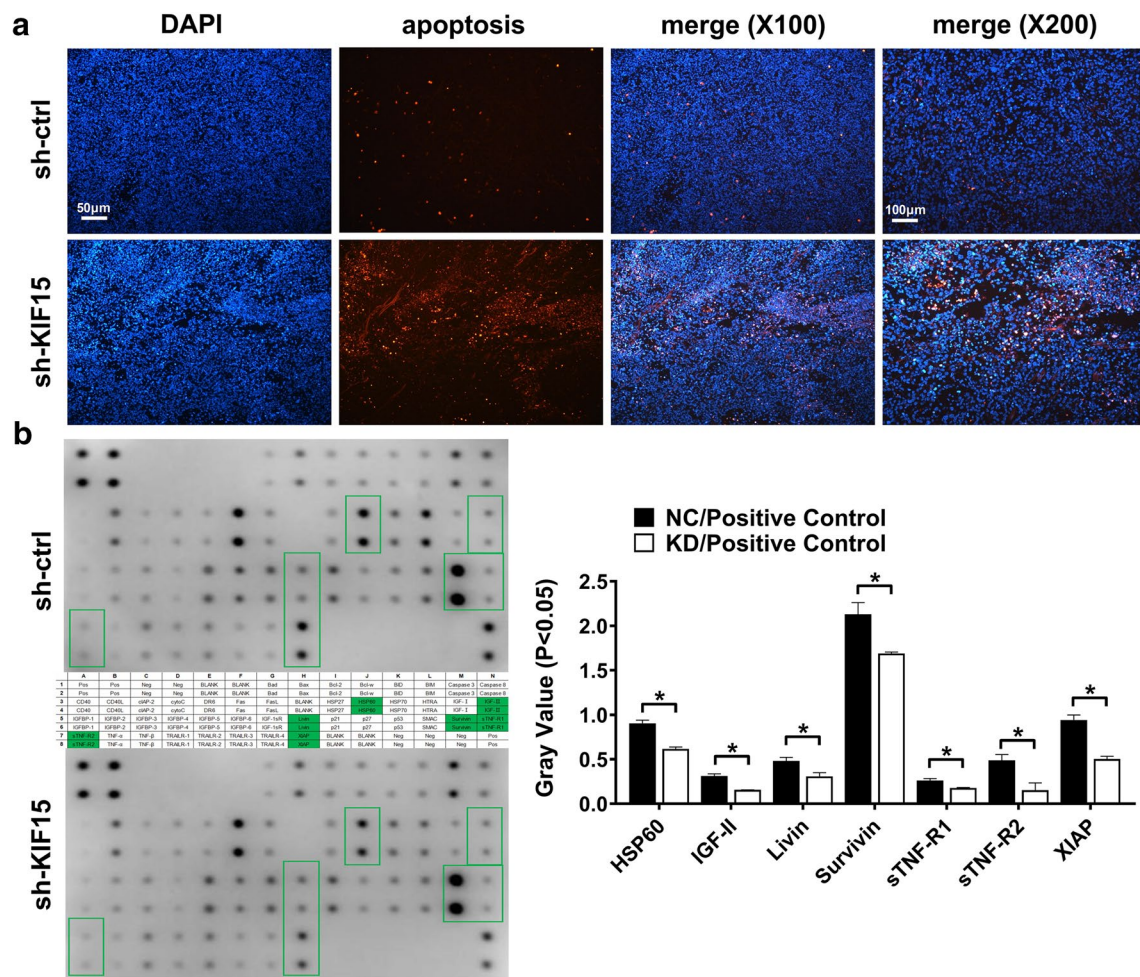 a
DAPI apoptosis merge (X100) merge (X200)
sh-ctrl
50μm 100μm
sh-KIF15
b
sh-ctrl
A B C D E F G H I J K L M N
1 Pos Pos Neg Neg BLANK BLANK Bad Bax Bcl-2 Bcl-w BID BIM Caspase 3 Caspase 8
2 Pos Pos Neg Neg BLANK BLANK Bad Bax Bcl-2 Bcl-w BID BIM Caspase 3 Caspase 8
3 CD40 CD40L cIAP-2 cytoC DR6 Fas FasL BLANK HSP27 HSP60 HSP70 HTRA IGF-I IGF-II
4 CD40 CD40L cIAP-2 cytoC DR6 Fas FasL BLANK HSP27 HSP60 HSP70 HTRA IGF-I IGF-II
5 IGFBP-1 IGFBP-2 IGFBP-3 IGFBP-4 IGFBP-5 IGFBP-6 IGF-1sR Livin p21 p27 p53 SMAC Survivin sTNF-R1
6 IGFBP-1 IGFBP-2 IGFBP-3 IGFBP-4 IGFBP-5 IGFBP-6 IGF-1sR Livin p21 p27 p53 SMAC Survivin sTNF-R1
7 sTNF-R2 TNF-α TNF-β TRAILR-1 TRAILR-2 TRAILR-3 TRAILR-4 XIAP BLANK BLANK Neg Neg Neg Pos
8 sTNF-R2 TNF-α TNF-β TRAILR-1 TRAILR-2 TRAILR-3 TRAILR-4 XIAP BLANK BLANK Neg Neg Neg Pos
sh-KIF15
NC/Positive Control
KD/Positive Control
Gray Value (P<0.05)
2.5
2.0
1.5
1.0
0.5
0.0
* * * * * * *
HSP60 IGF-II Livin Survivin sTNF-R1 sTNF-R2 XIAP